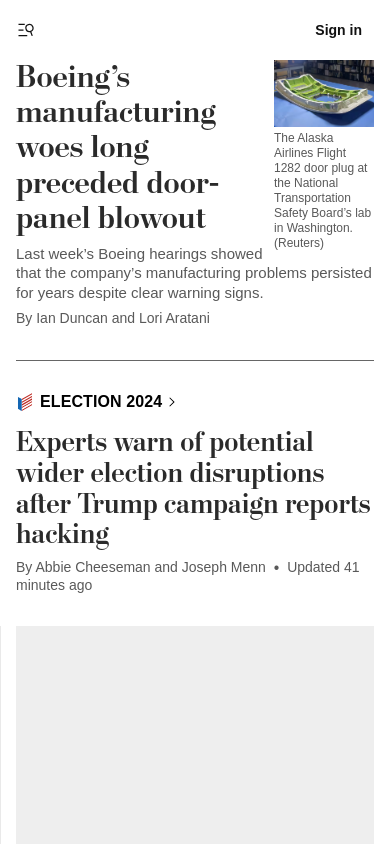 Sign in
Boeing’s
manufacturing
woes long
preceded door-
panel blowout
The Alaska
Airlines Flight
1282 door plug at
the National
Transportation
Safety Board’s lab
in Washington.
(Reuters)
Last week’s Boeing hearings showed
that the company’s manufacturing problems persisted
for years despite clear warning signs.
By Ian Duncan and Lori Aratani
ELECTION 2024
Experts warn of potential
wider election disruptions
after Trump campaign reports
hacking
By Abbie Cheeseman and Joseph Menn • Updated 41
minutes ago